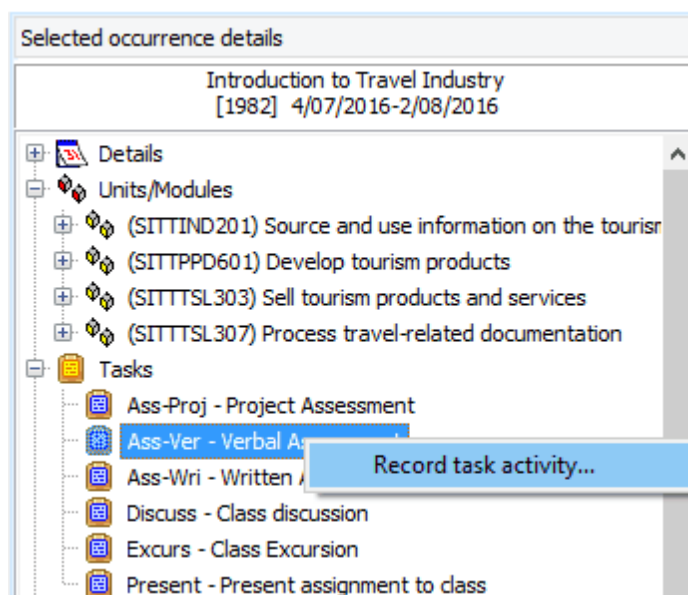 Selected occurrence details
Introduction to Travel Industry
[1982] 4/07/2016-2/08/2016
Details
Units/Modules
(SITTIND201) Source and use information on the
(SITTPPD601) Develop tourism products
(SITTTSL303) Sell tourism products and services
(SITTTSL307) Process travel-related documentation
Tasks
Ass-Proj - Project Assessment
Ass-Ver - Verbal
Record task activity...
Ass-Wri - Written
Discuss - Class discussion
Excurs - Class Excursion
Present - Present assignment to class